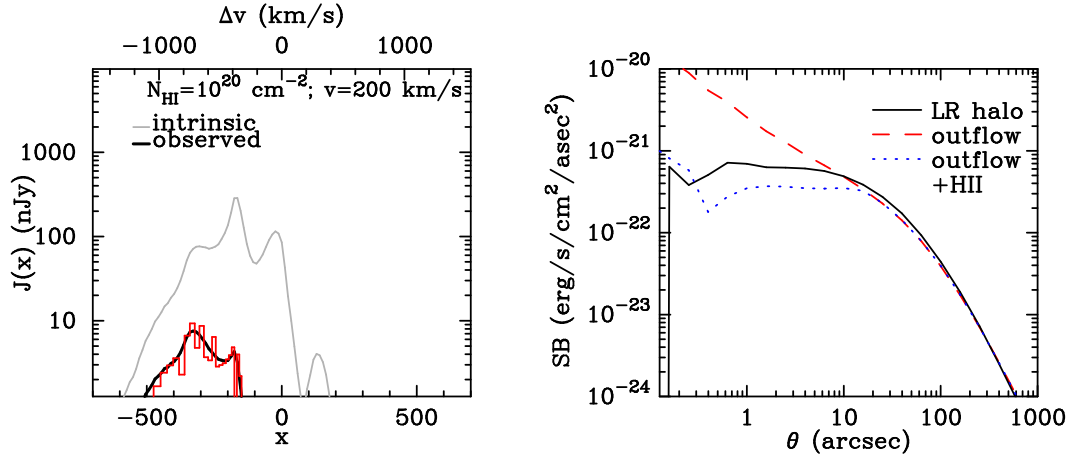 Δv (km/s)
−1000 0 1000
N_HI=10^20 cm^−2; v=200 km/s
intrinsic
observed
1000
100
10
J(x) (nJy)
−500 0 500
x
10^−20
10^−21
10^−22
10^−23
10^−24
SB (erg/s/cm^2/asec^2)
LR halo
outflow
outflow
+HII
1 10 100 1000
θ (arcsec)